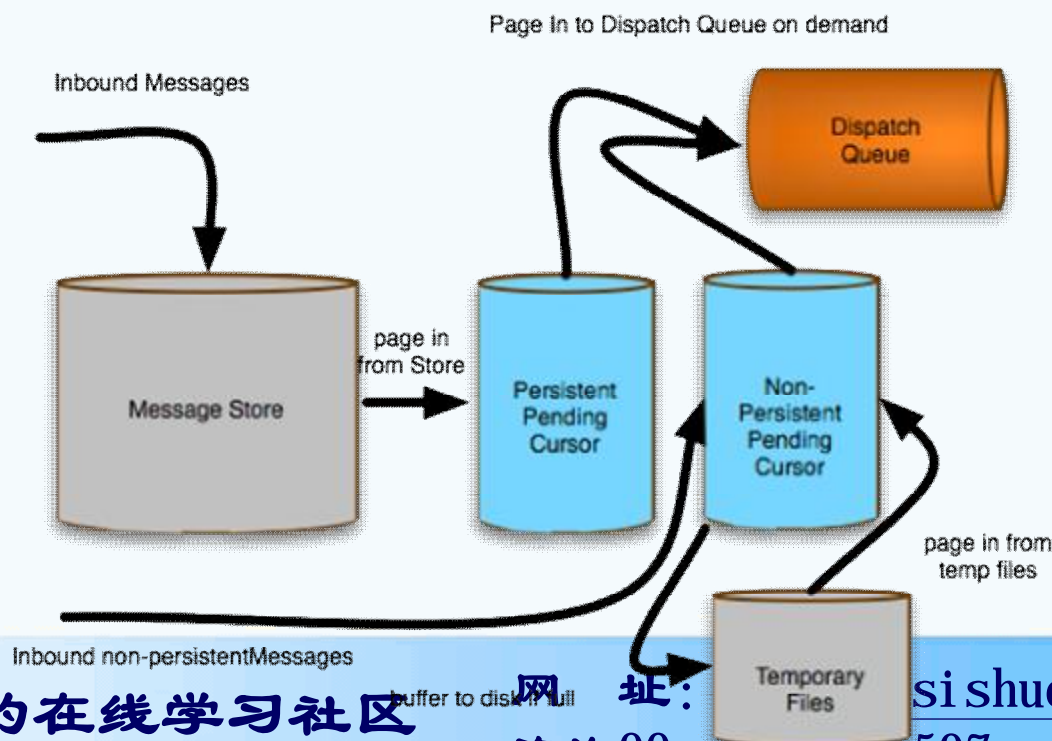 Page In to Dispatch Queue on demand
Inbound Messages
Dispatch
Queue
page in
from Store
Message Store
Persistent
Pending
Cursor
Non-
Persistent
Pending
Cursor
page in from
temp files
Inbound non-persistentMessages
buffer to disk if full
Temporary
Files
的在线学习社区
网 址:
sishuo